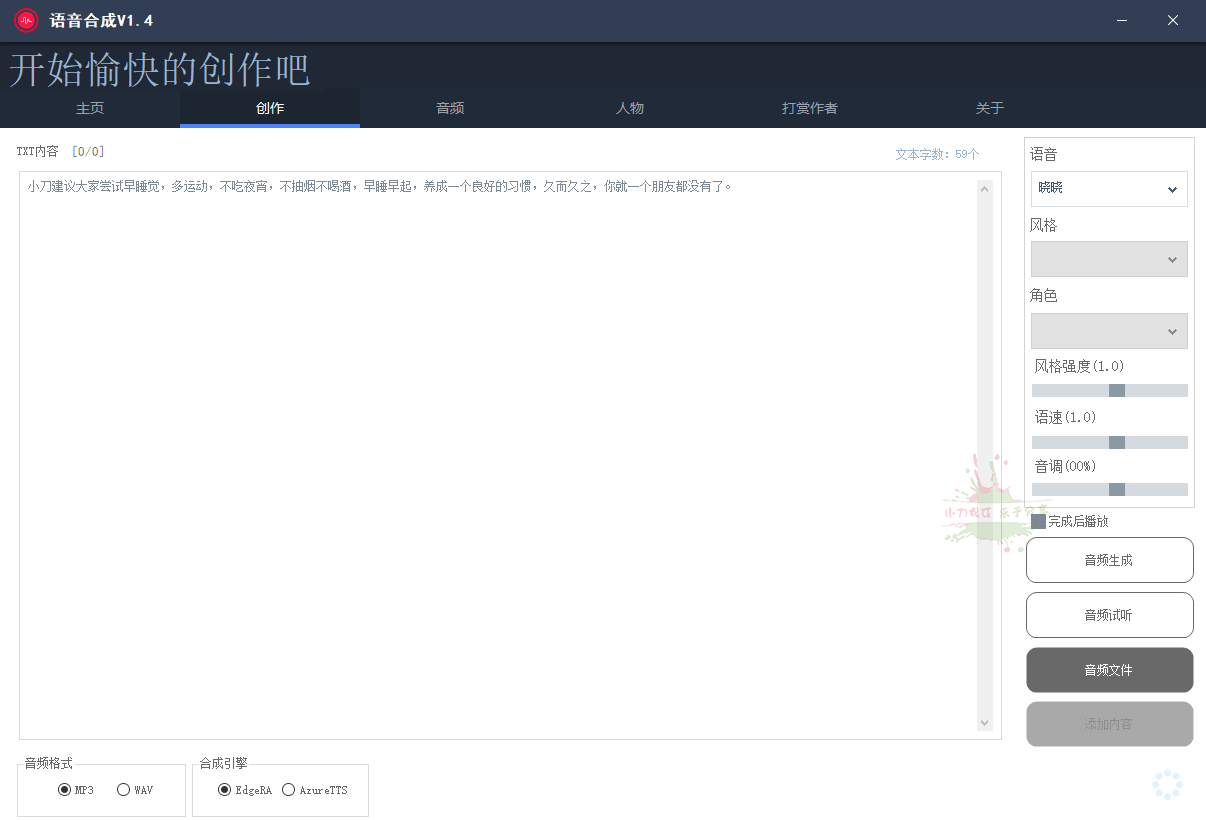 语音合成V1.4
开始愉快的创作吧
主页 创作 音频 人物 打赏作者 关于
TXT内容 [0/0]
文本字数: 59个
小刀建议大家尝试早睡觉，多运动，不吃夜宵，不抽烟不喝酒，早睡早起，养成一个良好的习惯，久而久之，你就一个朋友都没有了。
语音
晓晓
风格
角色
风格强度(1.0)
语速(1.0)
音调(00%)
小刀娱乐 乐于分享
完成后播放
音频生成
音频试听
音频文件
添加内容
音频格式
MP3 WAV
合成引擎
EdgeRA AzureTTS